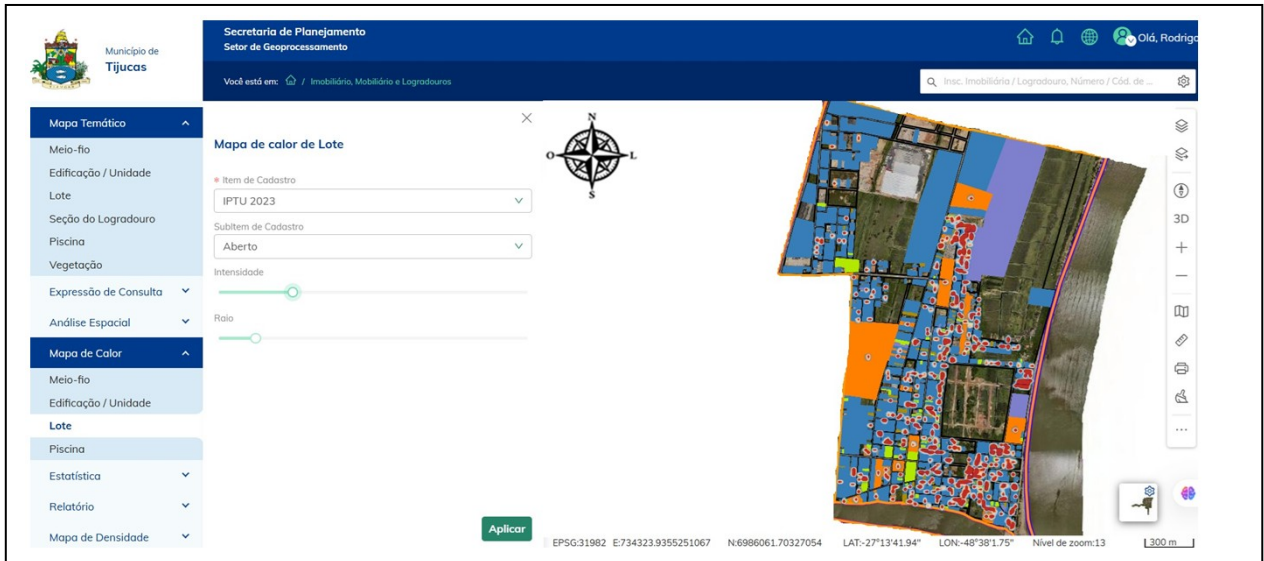 Município de
Tijucas
Secretaria de Planejamento
Setor de Geoprocessamento
Olá, Rodrigo
Você está em: / Imobiliário, Mobiliário e Logradouros
Insc. Imobiliária / Logradouro, Número / Cód. de ...
Mapa Temático
Meio-fio
Edificação / Unidade
Lote
Seção do Logradouro
Piscina
Vegetação
Expressão de Consulta
Análise Espacial
Mapa de Calor
Meio-fio
Edificação / Unidade
Lote
Piscina
Estatística
Relatório
Mapa de Densidade
Mapa de calor de Lote
* Item de Cadastro
IPTU 2023
SubItem de Cadastro
Aberto
Intensidade
Raio
Aplicar
N
O
L
S
3D
EPSG:31982 E:734323.9355251067 N:6986061.70327054 LAT:-27°13'41.94" LON:-48°38'1.75" Nível de zoom:13 300 m